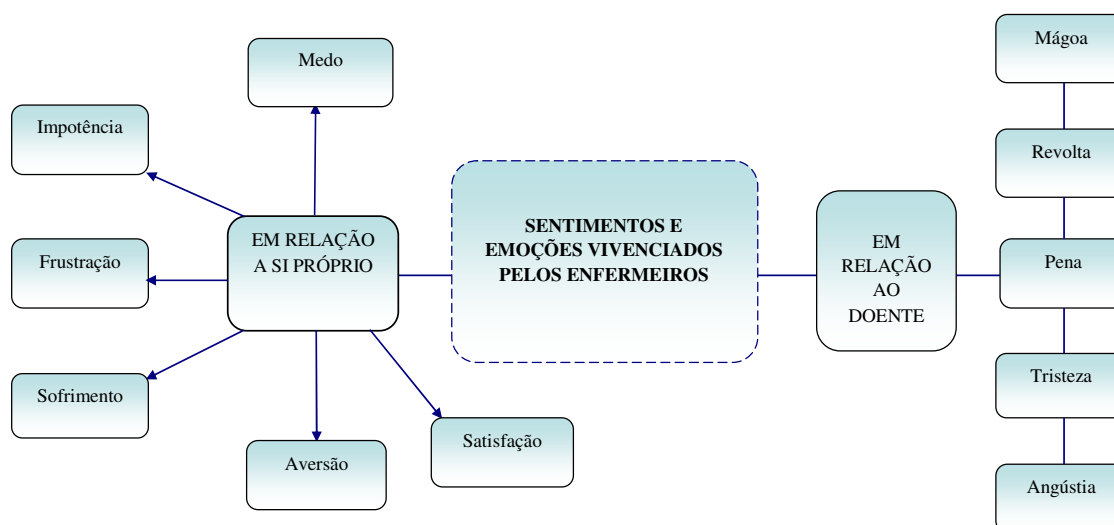 Mágoa
Medo
Impotência
Revolta
SENTIMENTOS E
EMOÇÕES VIVENCIADOS
PELOS ENFERMEIROS
EM RELAÇÃO
A SI PRÓPRIO
EM
RELAÇÃO
AO
DOENTE
Frustração
Pena
Sofrimento
Tristeza
Satisfação
Aversão
Angústia